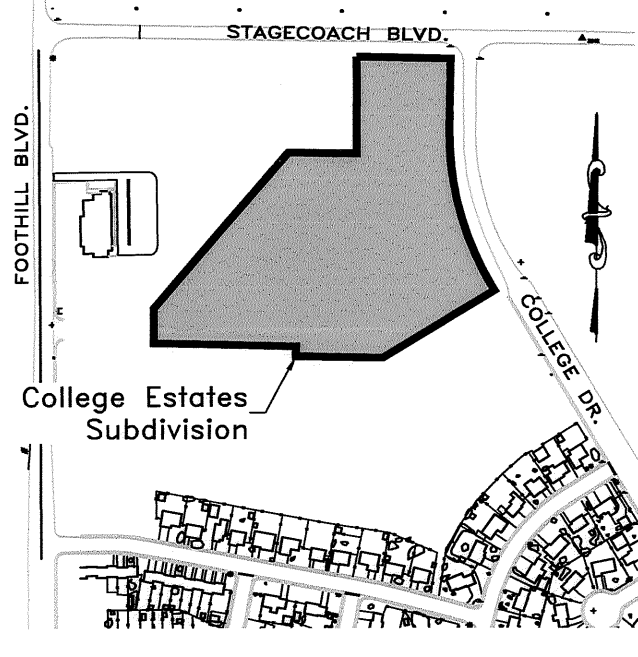 STAGECOACH BLVD.
FOOTHILL BLVD.
COLLEGE DR.
College Estates
Subdivision